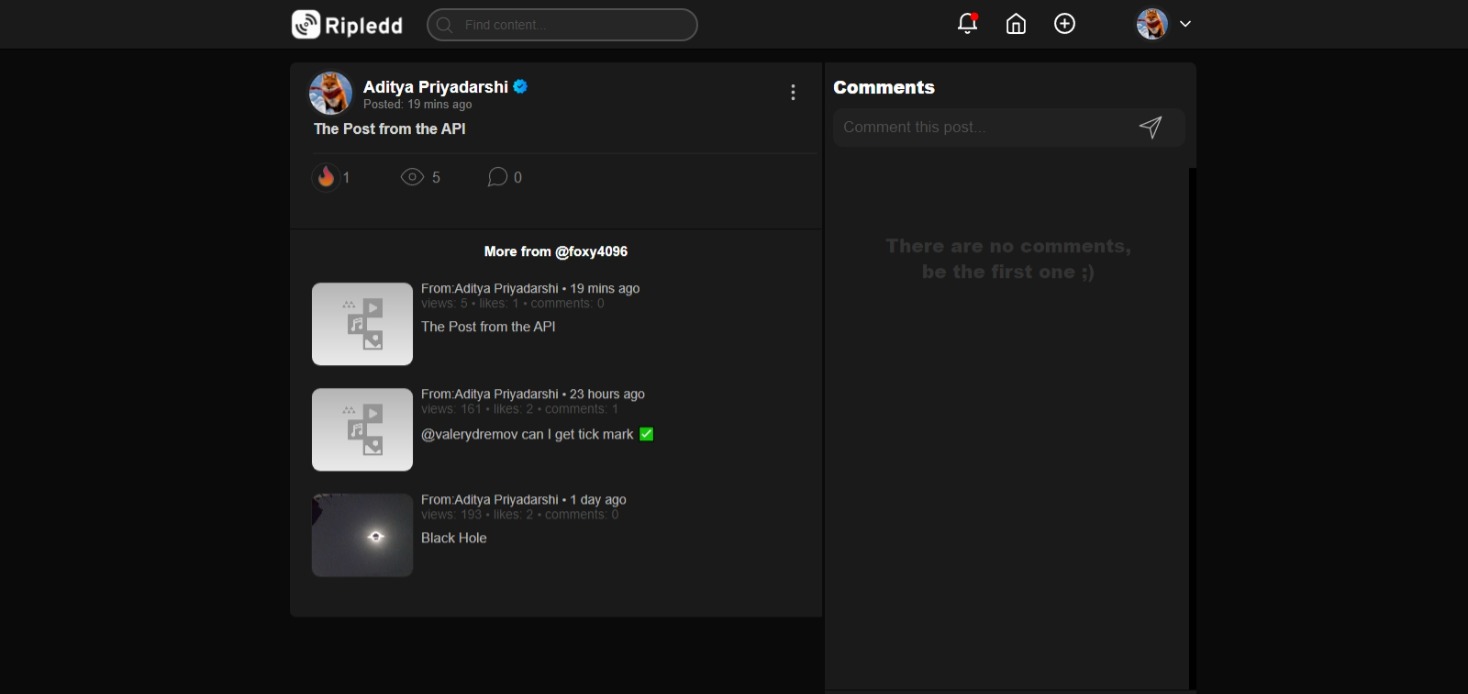 Ripledd
Find content...
Aditya Priyadarshi
Posted: 19 mins ago
The Post from the API
1
5
0
More from @foxy4096
From:Aditya Priyadarshi • 19 mins ago
views: 5 • likes: 1 • comments: 0
The Post from the API
From:Aditya Priyadarshi • 23 hours ago
views: 161 • likes: 2 • comments: 1
@valerydremov can I get tick mark ✅
From:Aditya Priyadarshi • 1 day ago
views: 193 • likes: 2 • comments: 0
Black Hole
Comments
Comment this post...
There are no comments,
be the first one ;)